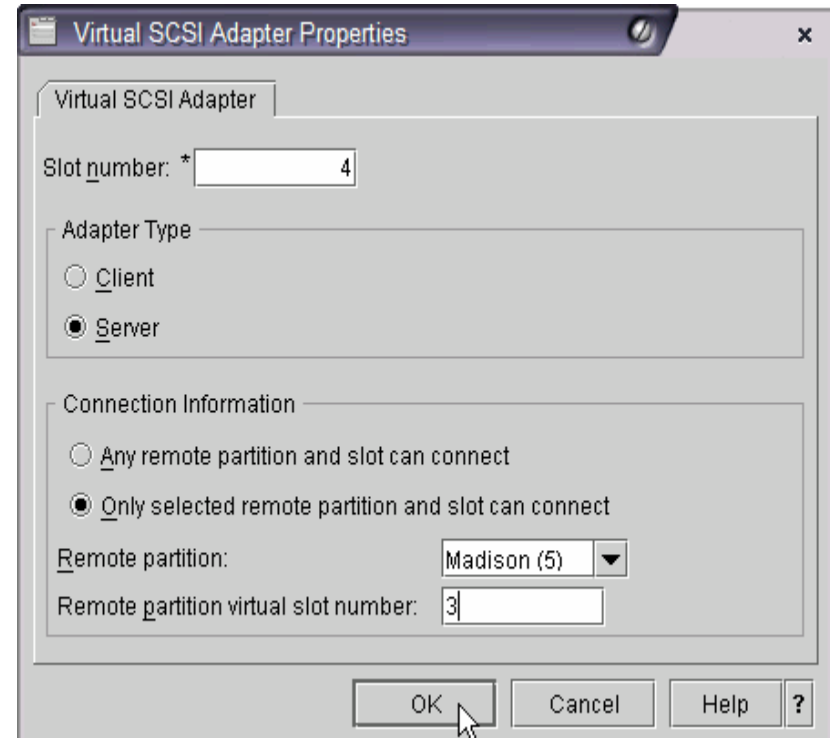 Virtual SCSI Adapter Properties
Virtual SCSI Adapter
Slot number: * 4
Adapter Type
Client
Server
Connection Information
Any remote partition and slot can connect
Only selected remote partition and slot can connect
Remote partition: Madison (5)
Remote partition virtual slot number: 3
OK Cancel Help ?